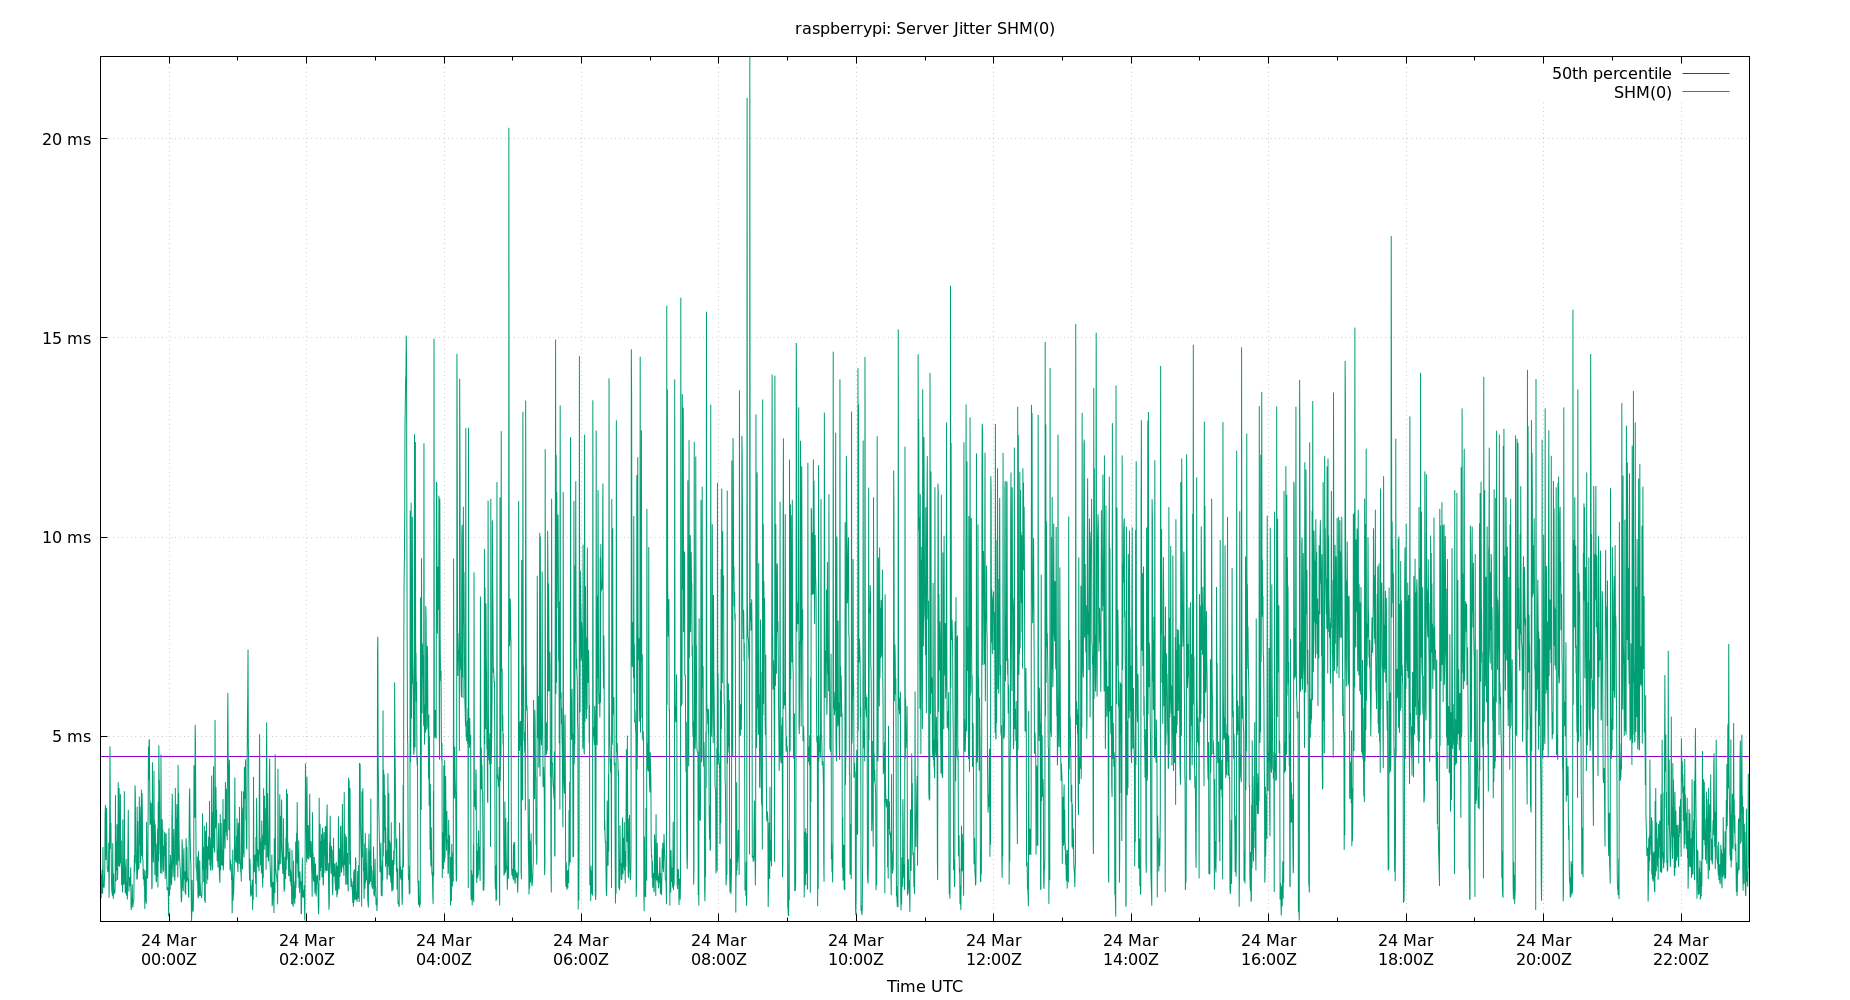 raspberrypi: Server Jitter SHM(0)
50th percentile
SHM(0)
20 ms
15 ms
10 ms
5 ms
24 Mar 24 Mar 24 Mar 24 Mar 24 Mar 24 Mar 24 Mar 24 Mar 24 Mar 24 Mar 24 Mar 24 Mar
00:00Z 02:00Z 04:00Z 06:00Z 08:00Z 10:00Z 12:00Z 14:00Z 16:00Z 18:00Z 20:00Z 22:00Z
Time UTC